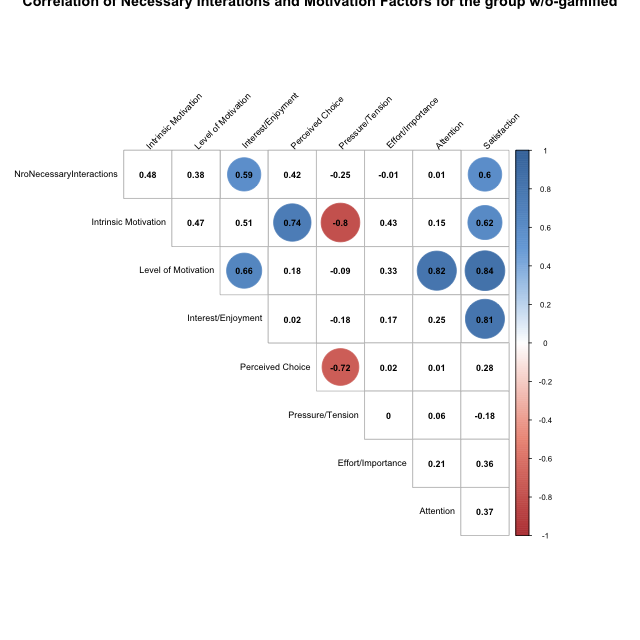 Correlation of Necessary Interations and Motivation Factors for the group w/o-gamified
Intrinsic Motivation
Level of Motivation
Interest/Enjoyment
Perceived Choice
Pressure/Tension
Effort/Importance
Attention
Satisfaction
NroNecessaryInteractions 0.48 0.38 0.59 0.42 -0.25 -0.01 0.01 0.6
Intrinsic Motivation 0.47 0.51 0.74 -0.8 0.43 0.15 0.62
Level of Motivation 0.66 0.18 -0.09 0.33 0.82 0.84
Interest/Enjoyment 0.02 -0.18 0.17 0.25 0.81
Perceived Choice -0.72 0.02 0.01 0.28
Pressure/Tension 0 0.06 -0.18
Effort/Importance 0.21 0.36
Attention 0.37
1
0.8
0.6
0.4
0.2
0
-0.2
-0.4
-0.6
-0.8
-1